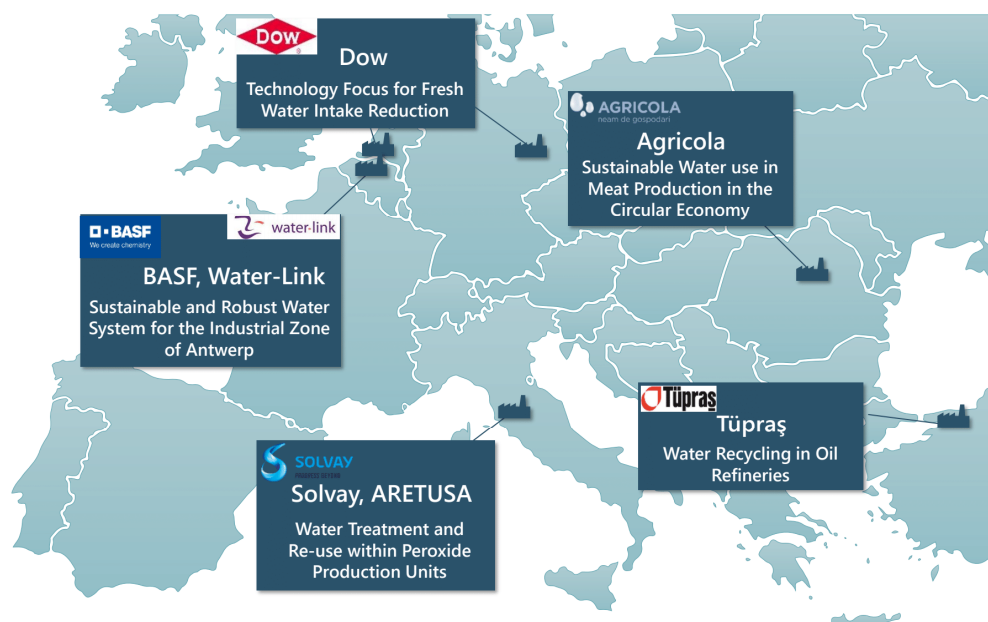 DOW
Dow
Technology Focus for Fresh
Water Intake Reduction
AGRICOLA
neam de gospodari
Agricola
Sustainable Water use in
Meat Production in the
Circular Economy
BASF
We create chemistry
water-link
BASF, Water-Link
Sustainable and Robust Water
System for the Industrial Zone
of Antwerp
Tüpraş
Tüpraş
Water Recycling in Oil
Refineries
SOLVAY
Solvay, ARETUSA
Water Treatment and
Re-use within Peroxide
Production Units